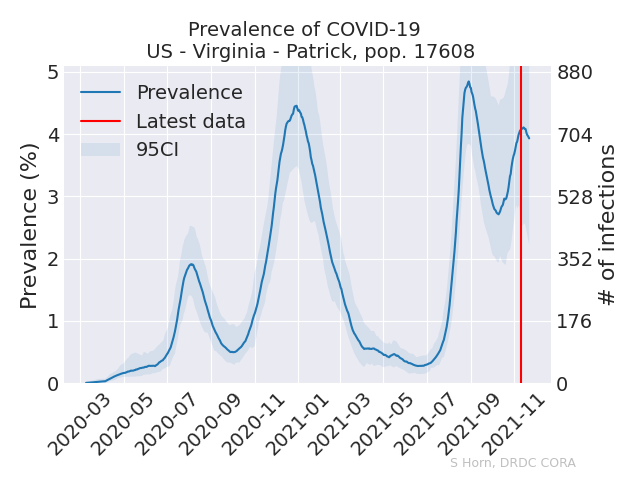 Prevalence of COVID-19
US - Virginia - Patrick, pop. 17608
Prevalence (%)
5
4
3
2
1
0
Prevalence
Latest data
95CI
880
704
528
352
176
0
# of infections
2020-03
2020-05
2020-07
2020-09
2020-11
2021-01
2021-03
2021-05
2021-07
2021-09
2021-11
S Horn, DRDC CORA